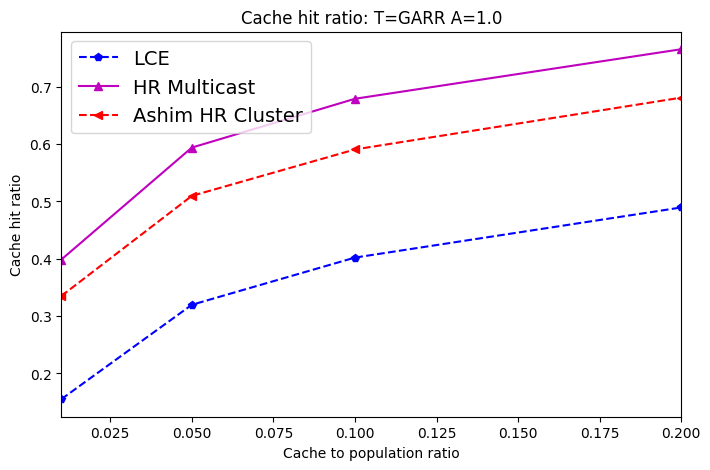 Cache hit ratio: T=GARR A=1.0
LCE
HR Multicast
Ashim HR Cluster
Cache hit ratio
0.7
0.6
0.5
0.4
0.3
0.2
0.025
0.050
0.075
0.100
0.125
0.150
0.175
0.200
Cache to population ratio